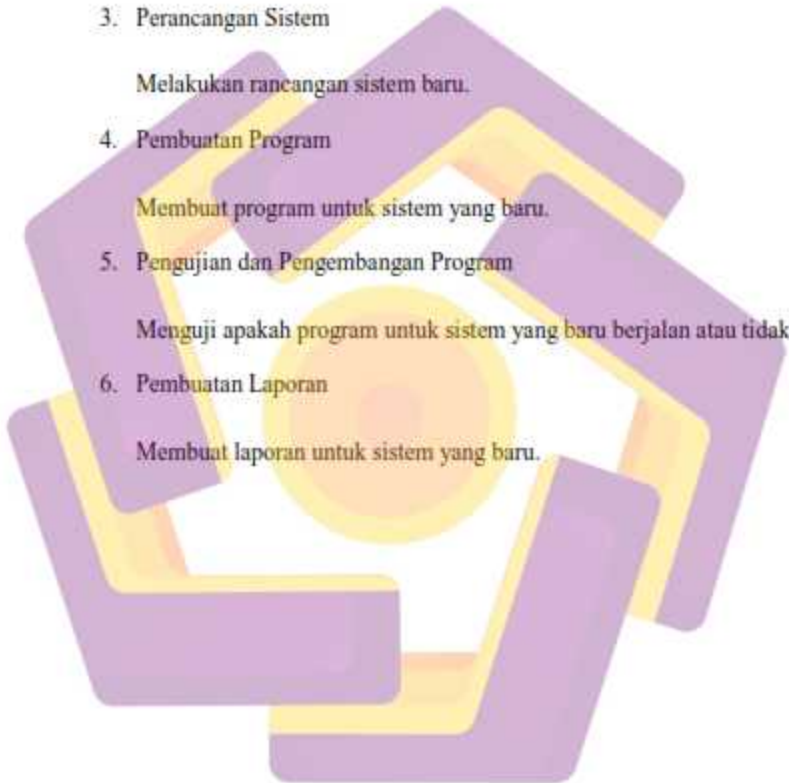 3. Perancangan Sistem
Melakukan rancangan sistem baru.
4. Pembuatan Program
Membuat program untuk sistem yang baru.
5. Pengujian dan Pengembangan Program
Menguji apakah program untuk sistem yang baru berjalan atau tidak
6. Pembuatan Laporan
Membuat laporan untuk sistem yang baru.